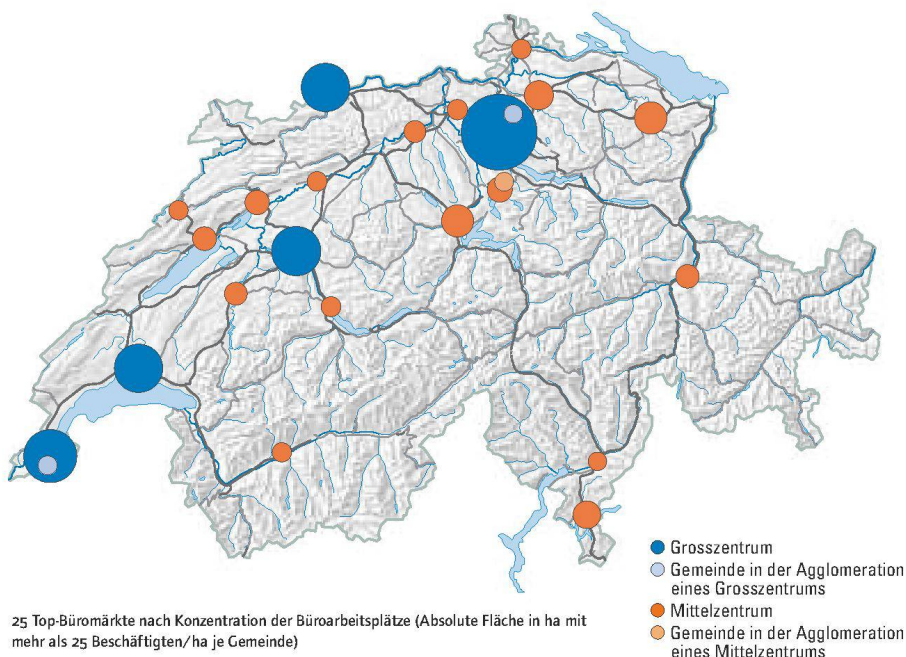 Grosszentrum
Gemeinde in der Agglomeration
eines Grosszentrums
Mittelzentrum
Gemeinde in der Agglomeration
eines Mittelzentrums
25 Top-Büromärkte nach Konzentration der Büroarbeitsplätze (Absolute Fläche in ha mit
mehr als 25 Beschäftigten/ha je Gemeinde)